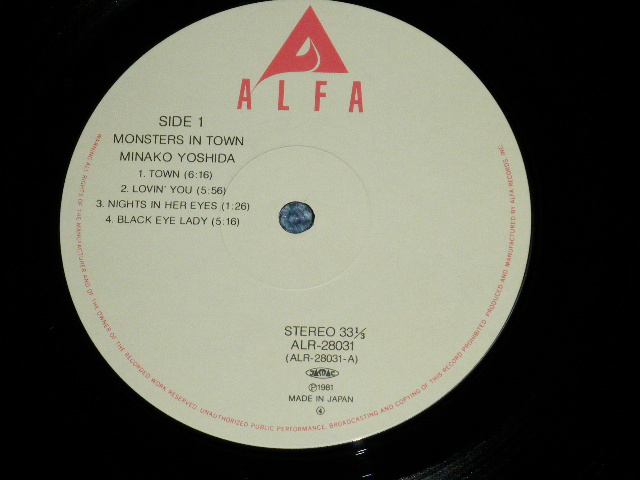 ALFA
SIDE 1
MONSTERS IN TOWN
MINAKO YOSHIDA
1. TOWN (6:16)
2. LOVIN' YOU (5:56)
3. NIGHTS IN HER EYES (1:26)
4. BLACK EYE LADY (5:16)
STEREO 33⅓
ALR-28031
(ALR-28031-A)
JASRAC
Ⓟ1981
MADE IN JAPAN
④
WARNING: ALL RIGHTS OF THE MANUFACTURER AND OF THE OWNER OF THE RECORDED WORK RESERVED. UNAUTHORIZED PUBLIC PERFORMANCE, BROADCASTING AND COPYING OF THIS RECORD PROHIBITED. PRODUCED AND MANUFACTURED BY ALFA RECORDS, INC.